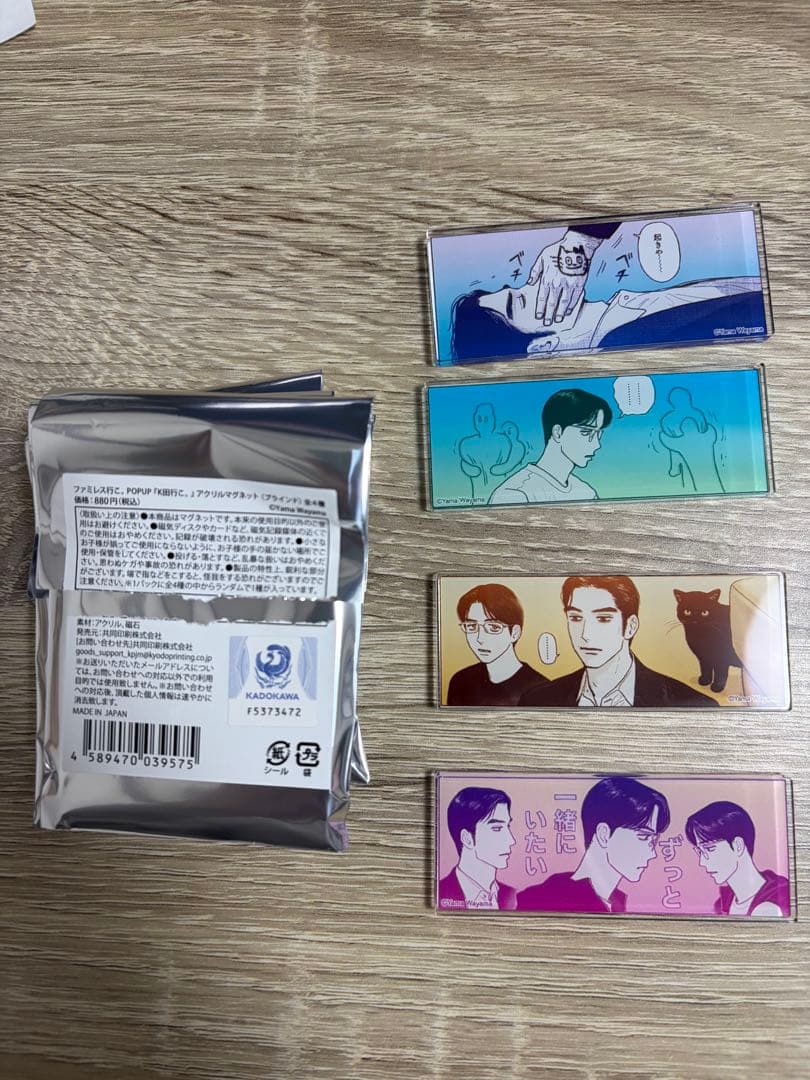 ファミレス行こ。POPUP「K田行こ。」アクリルマグネット(ブラインド)全4種
価格:880円(税込)
©Yama Wayama
〈取扱い上の注意〉●本商品はマグネットです。本来の使用目的以外のご使
用はお避けください。●磁気ディスクやカードなど、磁気記録媒体の近くで
のご使用はおやめください。記録が破壊される恐れがあります。●小さな
お子様が誤ってご使用にならないように、お子様の手の届かない場所でご
使用・保管をしてください。●投げる・落とすなど、乱暴な扱いはおやめくだ
さい。思わぬケガや事故の恐れがあります。●製品の特性上、鋭利な部分
がございます。端で指などをこすると、怪我をする恐れがございますのでご
注意ください。※1パックに全4種の中からランダムで1種が入っています。
素材:アクリル、磁石
発売元:共同印刷株式会社
[お問い合わせ先]共同印刷株式会社
goods_support_kpjm@kyodoprinting.co.jp
※お送りいただいたメールアドレスについ
ては、お問い合わせへの対応以外での利用
目的では使用致しません。※お問い合わせ
への対応後、頂戴した個人情報は速やかに
消去致します。
MADE IN JAPAN
KADOKAWA
F5373472
4 589470 039575
紙
シール
プラ
袋
起きや〜〜
ブチ
ブチ
©Yama Wayama
………
©Yama Wayama
………
©Yama Wayama
ずっと
一緒に
いたい
©Yama Wayama